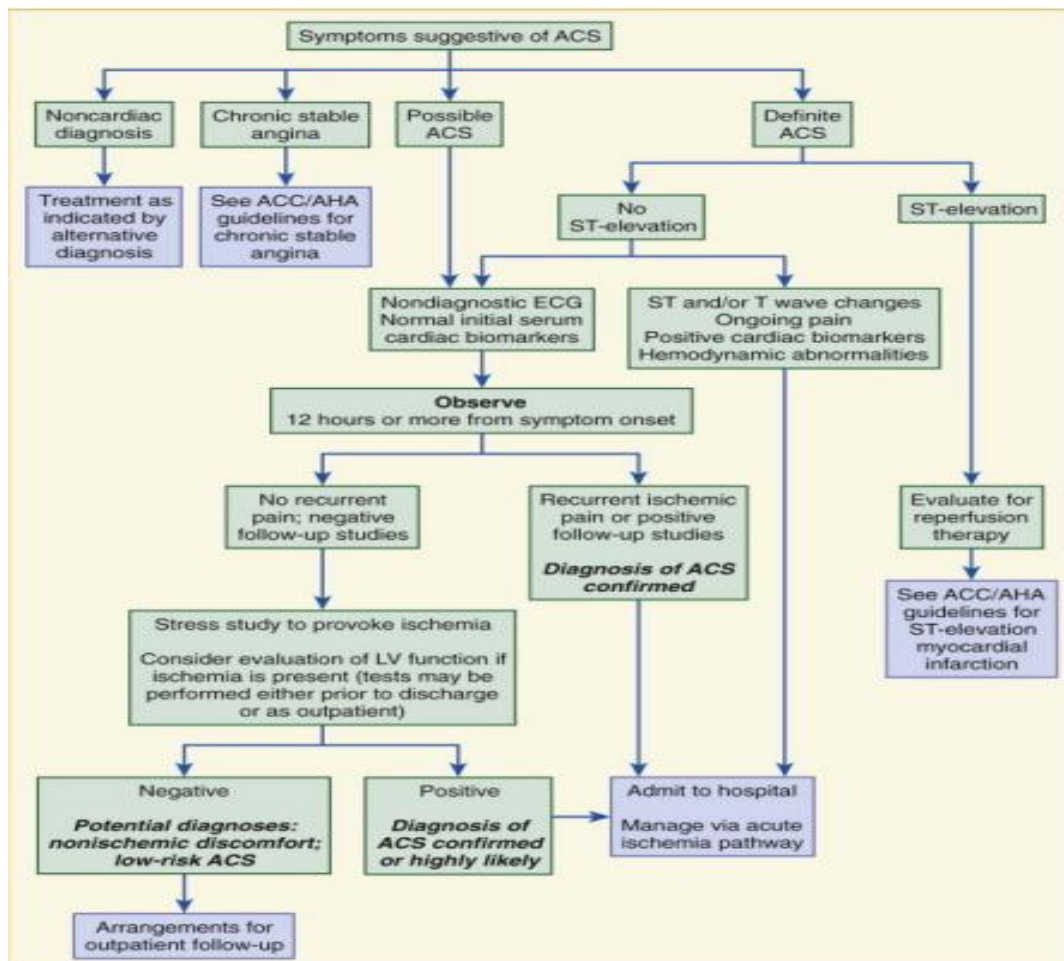 Symptoms suggestive of ACS
Noncardiac
diagnosis
Chronic stable
angina
Possible
ACS
Definite
ACS
Treatment as
indicated by
alternative
diagnosis
See ACC/AHA
guidelines for
chronic stable
angina
No
ST-elevation
ST-elevation
Nondiagnostic ECG
Normal initial serum
cardiac biomarkers
ST and/or T wave changes
Ongoing pain
Positive cardiac biomarkers
Hemodynamic abnormalities
Observe
12 hours or more from symptom onset
No recurrent
pain; negative
follow-up studies
Recurrent ischemic
pain or positive
follow-up studies
Diagnosis of ACS
confirmed
Evaluate for
reperfusion
therapy
See ACC/AHA
guidelines for
ST-elevation
myocardial
infarction
Stress study to provoke ischemia
Consider evaluation of LV function if
ischemia is present (tests may be
performed either prior to discharge
or as outpatient)
Negative
Potential diagnoses:
nonischemic discomfort;
low-risk ACS
Positive
Diagnosis of
ACS confirmed
or highly likely
Admit to hospital
Manage via acute
ischemia pathway
Arrangements for
outpatient follow-up